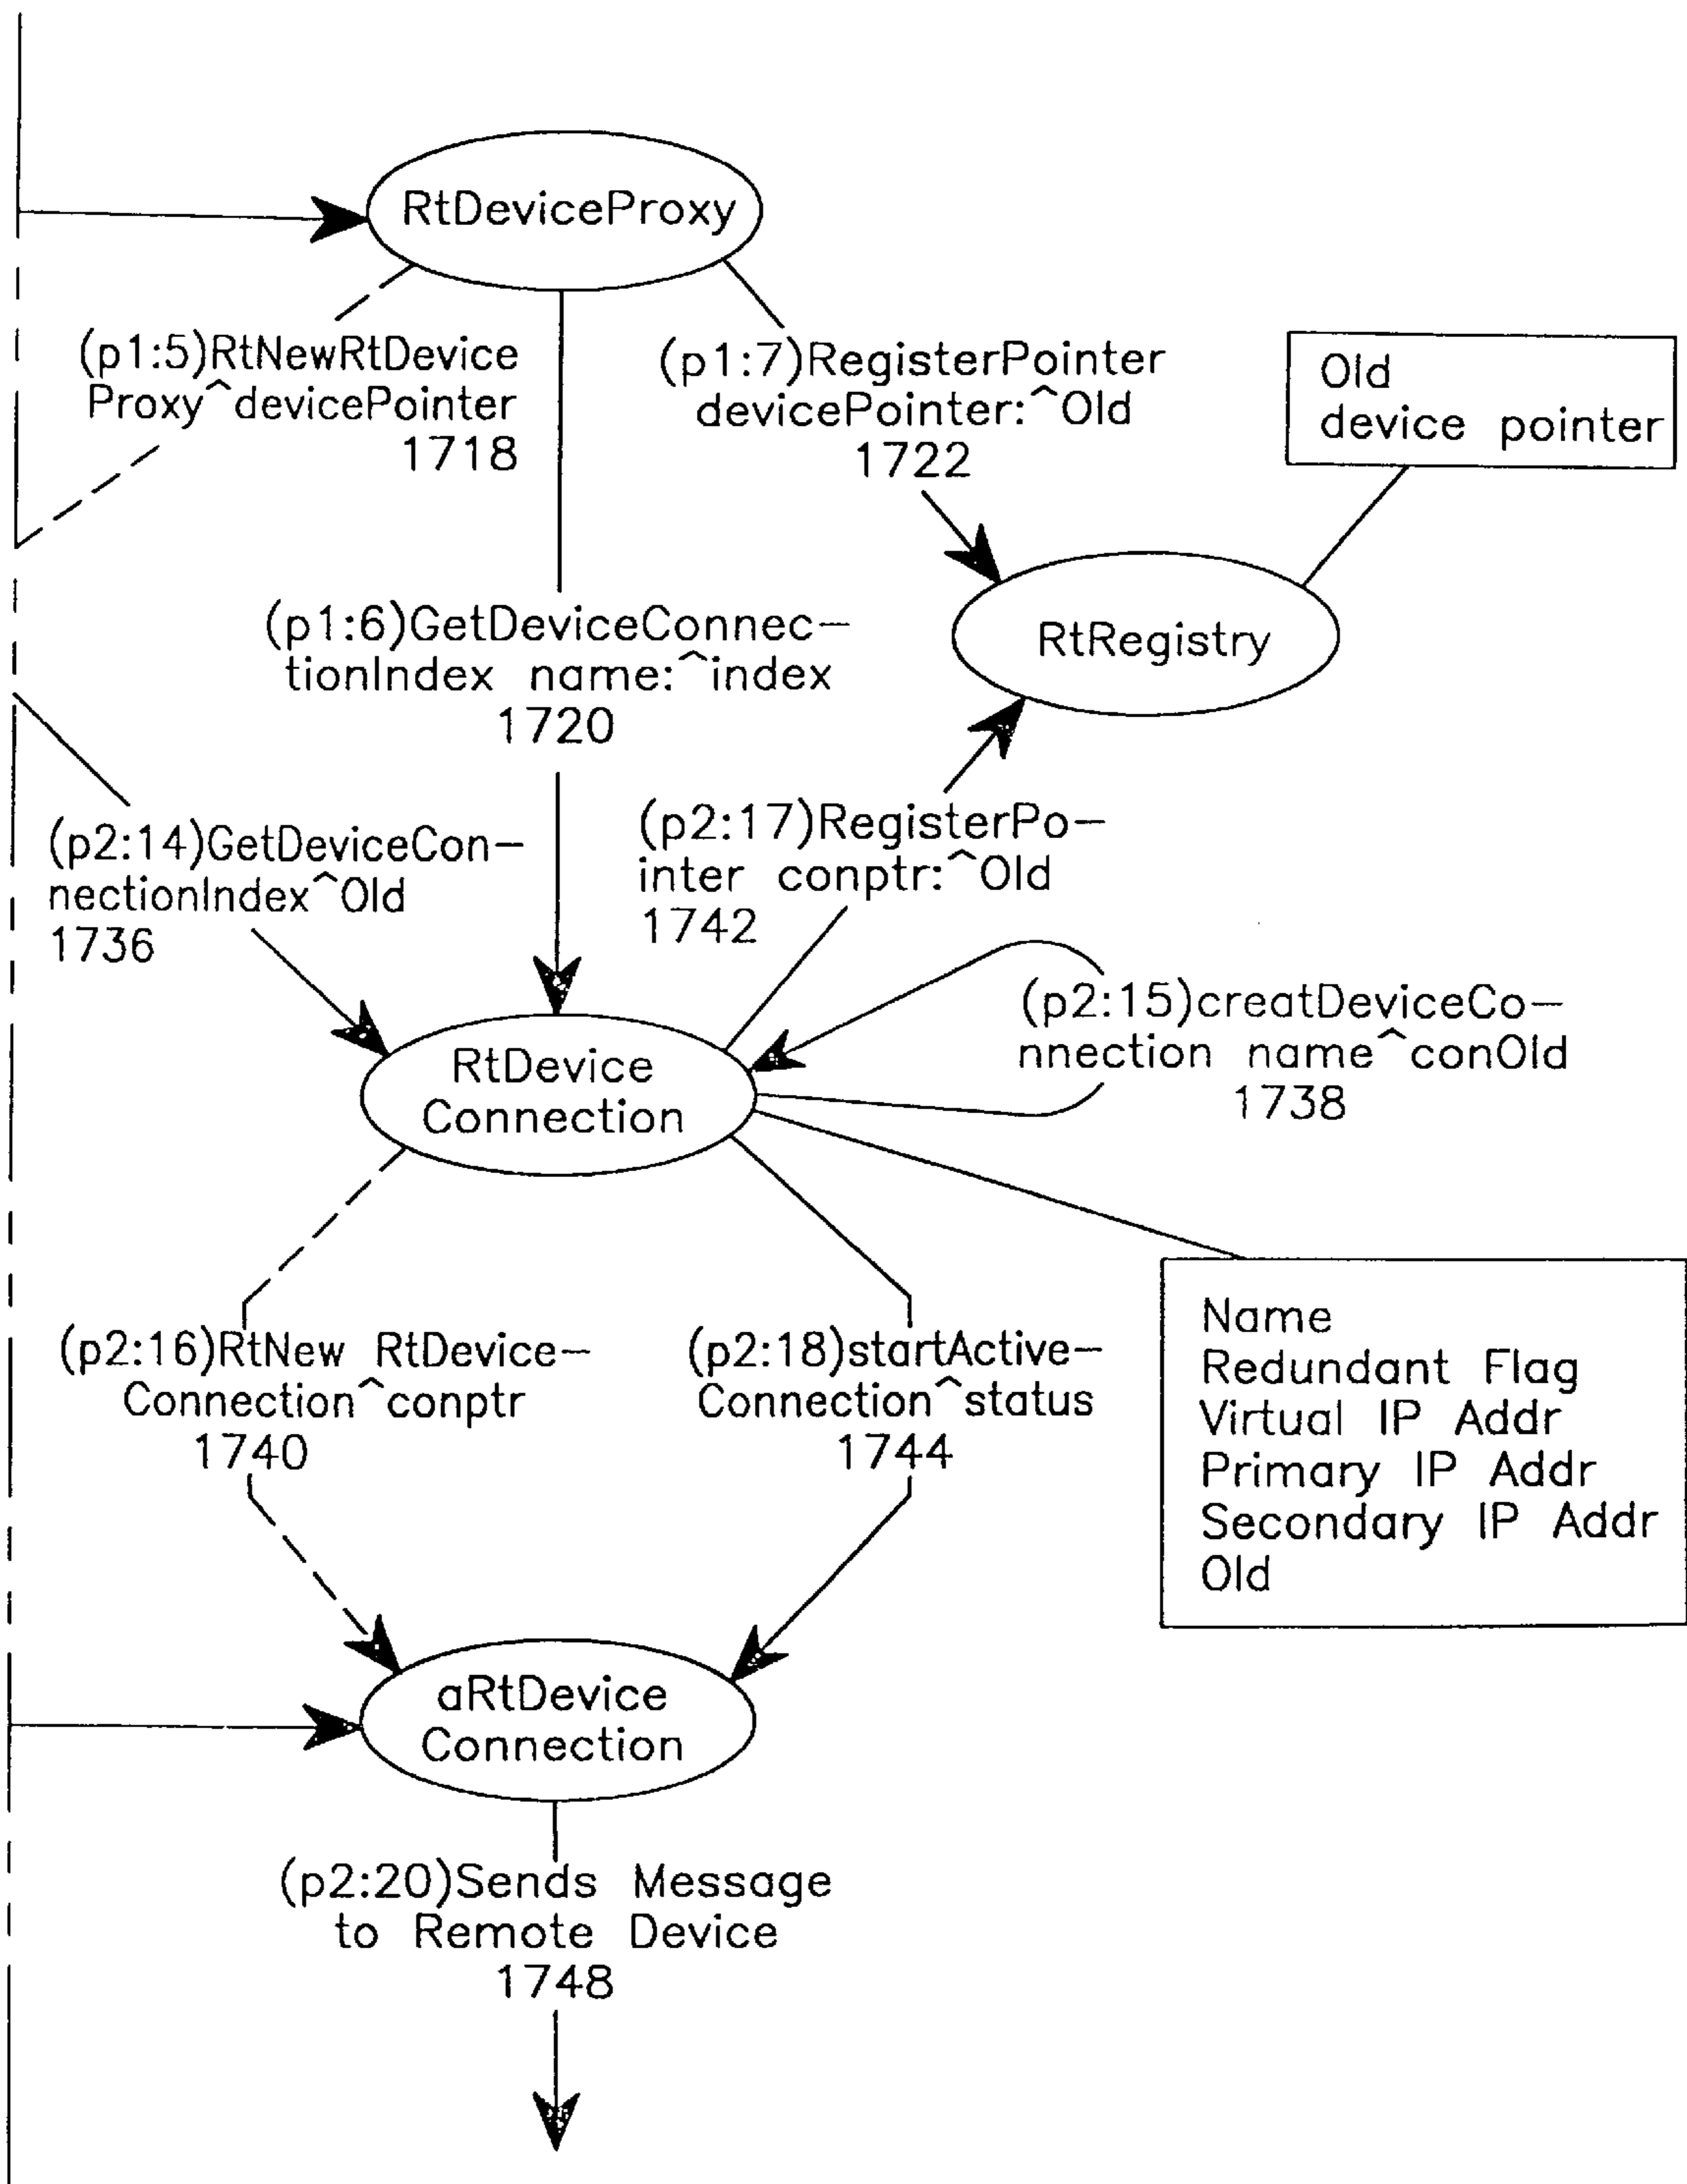 RtDeviceProxy
(p1:5)RtNewRtDevice
Proxy^devicePointer
1718
(p1:7)RegisterPointer
devicePointer:^Old
1722
Old
device pointer
(p1:6)GetDeviceConnec-
tionIndex name:^index
1720
RtRegistry
(p2:14)GetDeviceCon-
nectionIndex^Old
1736
(p2:17)RegisterPo-
inter conptr:^Old
1742
(p2:15)creatDeviceCo-
nnection name^conOld
1738
RtDevice
Connection
(p2:16)RtNew RtDevice-
Connection^conptr
1740
(p2:18)startActive-
Connection^status
1744
Name
Redundant Flag
Virtual IP Addr
Primary IP Addr
Secondary IP Addr
Old
aRtDevice
Connection
(p2:20)Sends Message
to Remote Device
1748